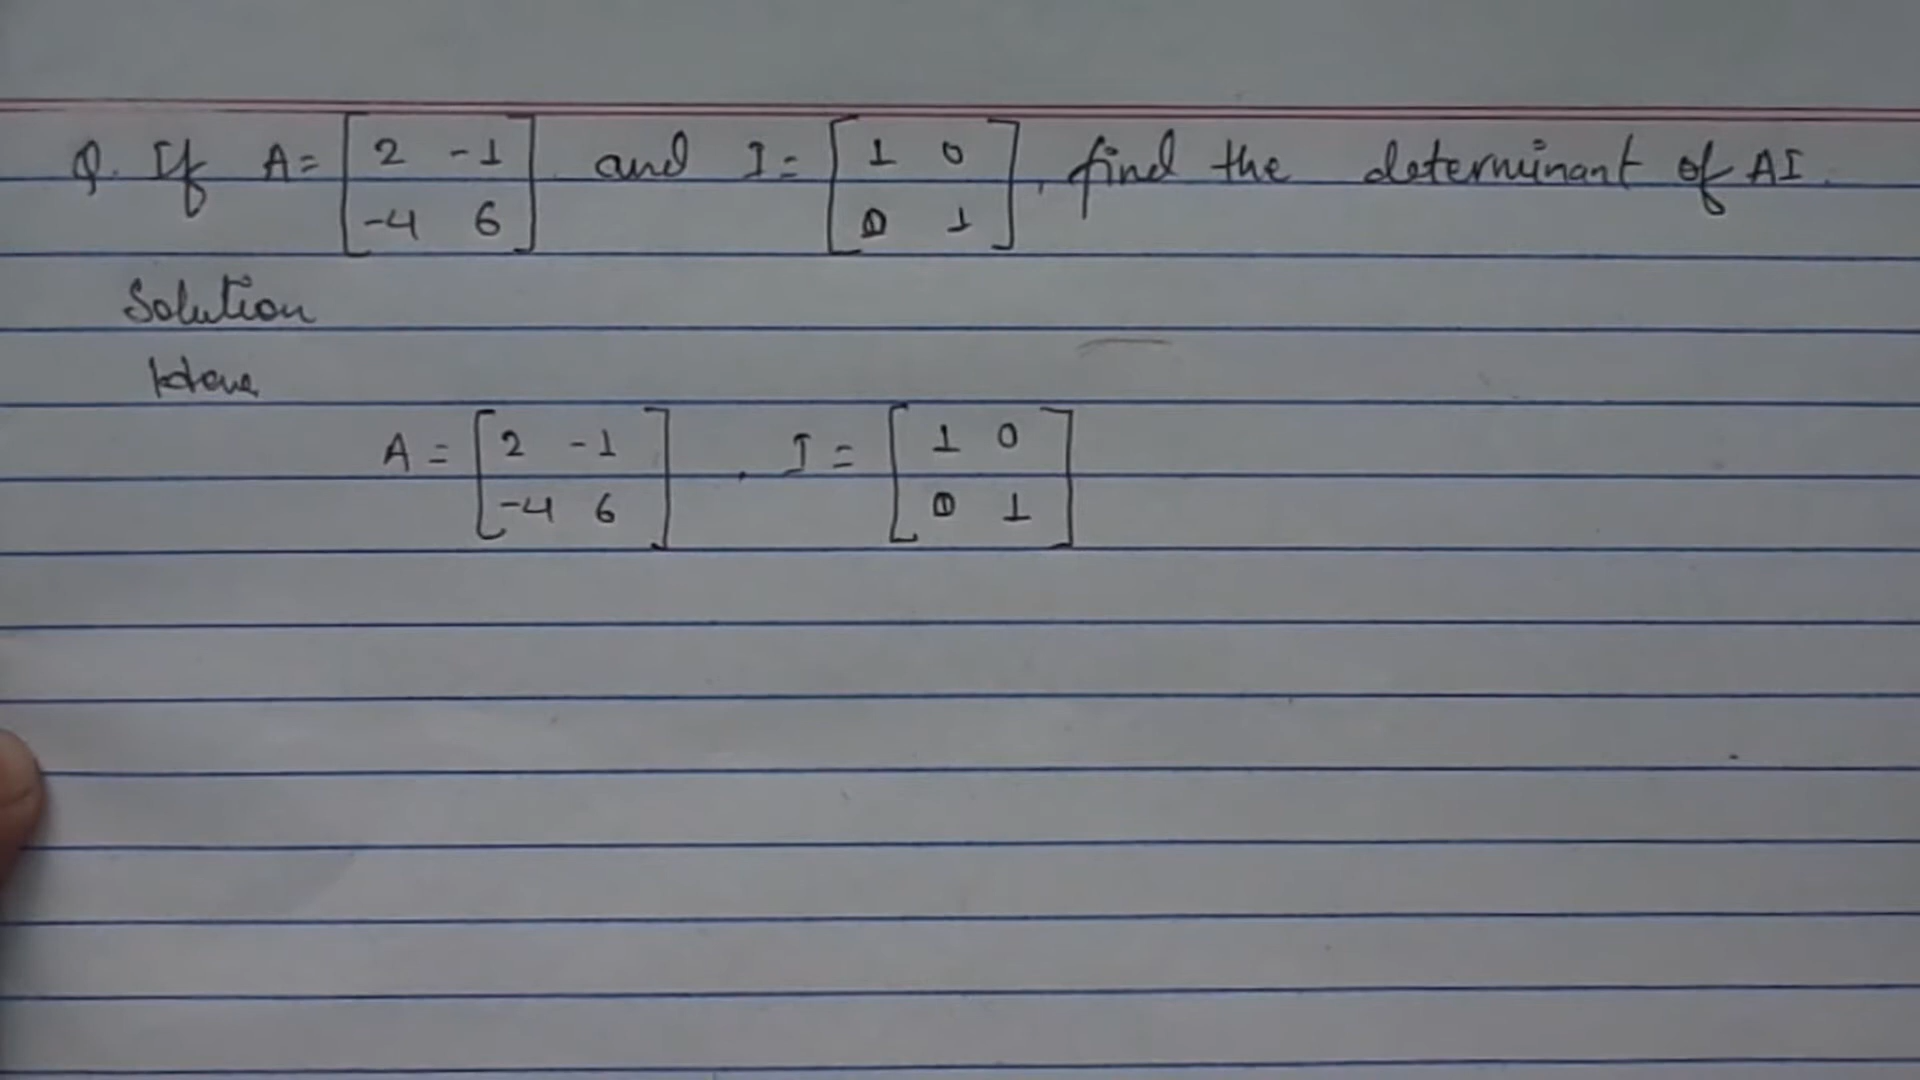 Q. If A = [2 -1 and I = [1 0 , find the determinant of AI.
-4 6] 0 1]
Solution
Here
A = [2 -1 , I = [1 0
-4 6] 0 1]